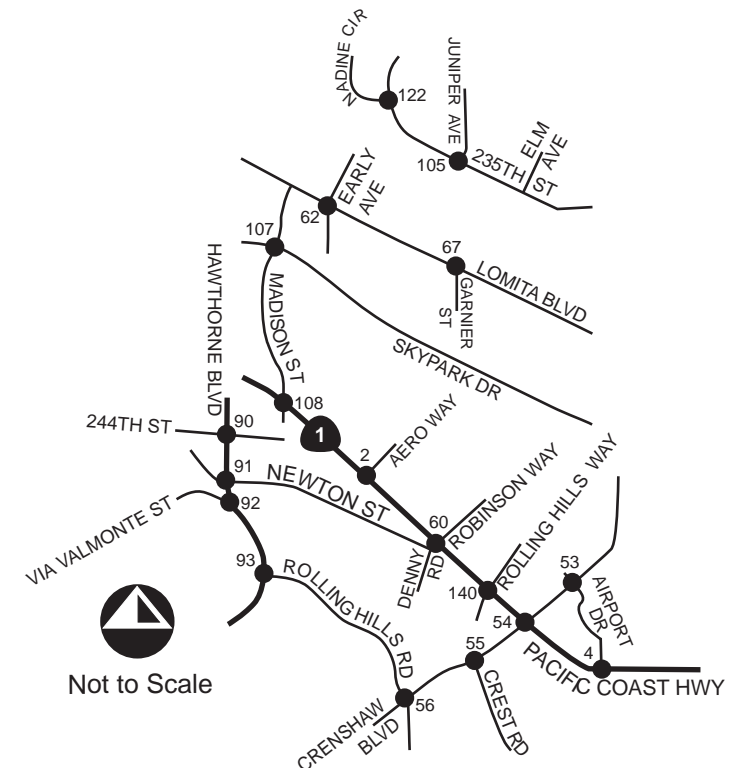 NADINE CIR
122
JUNIPER AVE
105
235TH ST
ELM
AVE
EARLY
AVE
62
107
67
LOMITA BLVD
GARNIER
ST
HAWTHORNE BLVD
MADISON ST
SKYPARK DR
108
1
244TH ST
90
2
AERO WAY
91
NEWTON ST
92
VIA VALMONTE ST
60
ROBINSON WAY
ROLLING HILLS WAY
DENNY
RD
93
ROLLING HILLS RD
140
53
AIRPORT
DR
54
55
4
PACIFIC COAST HWY
Not to Scale
56
CREST RD
CRENSHAW
BLVD